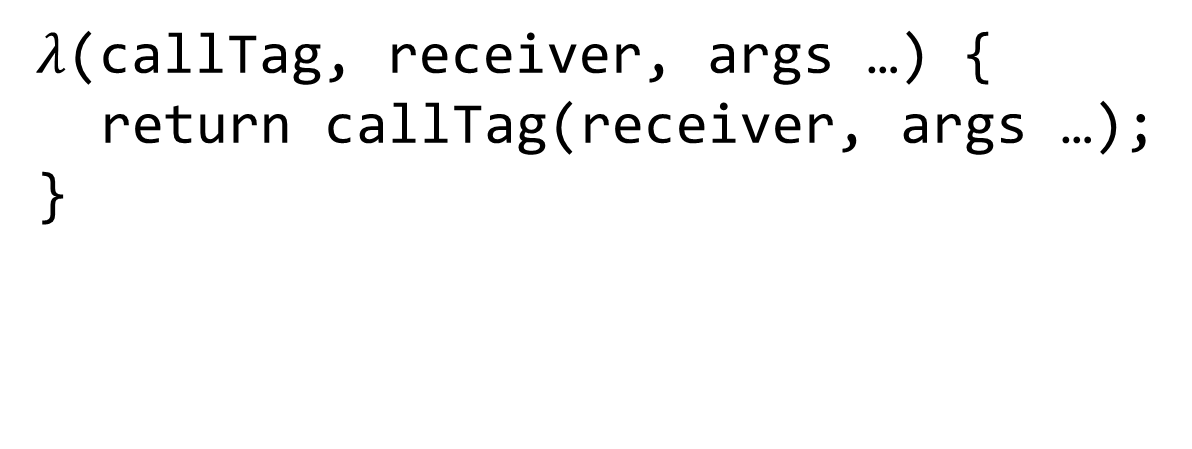 λ(callTag, receiver, args …) {
  return callTag(receiver, args …);
}